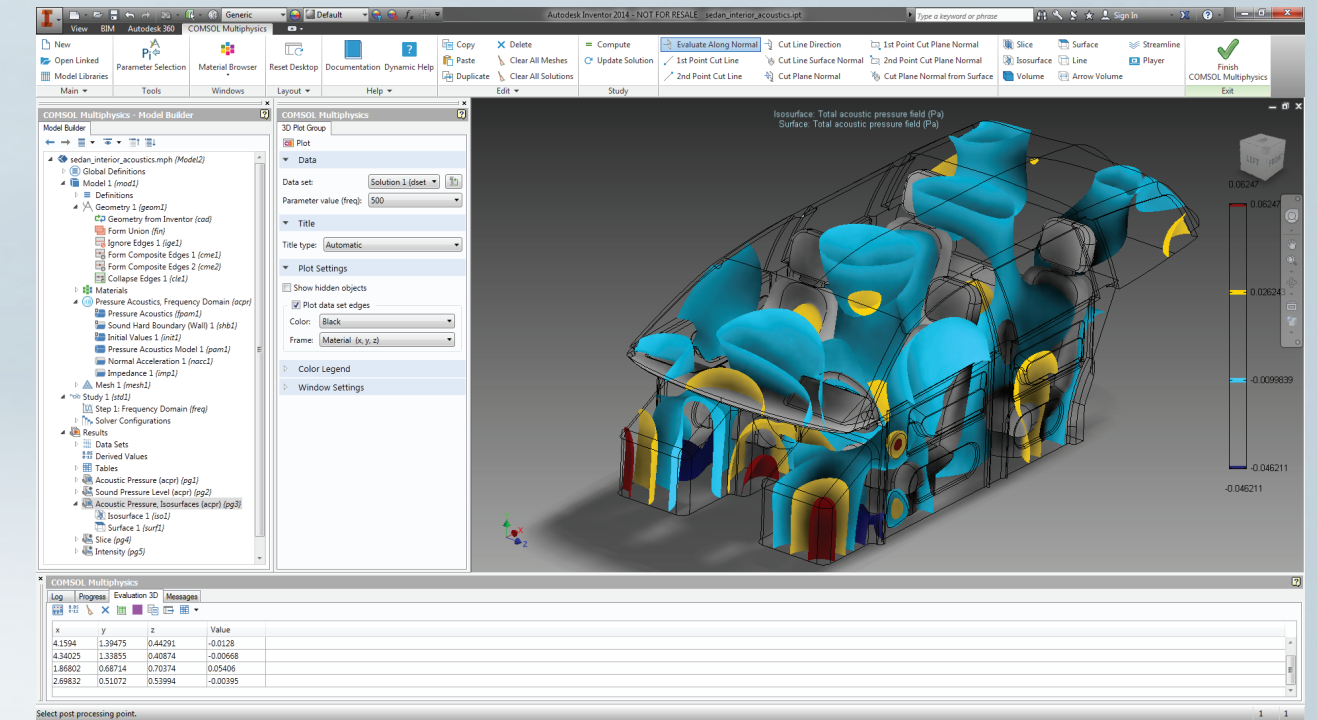 Generic
Default
Autodesk Inventor 2014 - NOT FOR RESALE sedan_interior_acoustics.ipt
Type a keyword or phrase
Sign In
View BIM Autodesk 360 COMSOL Multiphysics
New
Open Linked
Model Libraries
Main
Parameter Selection
Tools
Material Browser
Windows
Reset Desktop
Layout
Documentation Dynamic Help
Help
Copy Delete
Paste Clear All Meshes
Duplicate Clear All Solutions
Edit
Compute
Update Solution
Study
Evaluate Along Normal Cut Line Direction 1st Point Cut Plane Normal
1st Point Cut Line Cut Line Surface Normal 2nd Point Cut Plane Normal
2nd Point Cut Line Cut Plane Normal Cut Plane Normal from Surface
Slice Surface Streamline
Isosurface Line Player
Volume Arrow Volume
Finish
COMSOL Multiphysics
Exit
COMSOL Multiphysics - Model Builder
Model Builder
sedan_interior_acoustics.mph (Model2)
Global Definitions
Model 1 (mod1)
Definitions
Geometry 1 (geom1)
Geometry from Inventor (cad)
Form Union (fin)
Ignore Edges 1 (ige1)
Form Composite Edges 1 (cme1)
Form Composite Edges 2 (cme2)
Collapse Edges 1 (cle1)
Materials
Pressure Acoustics, Frequency Domain (acpr)
Pressure Acoustics (fpam1)
Sound Hard Boundary (Wall) 1 (shb1)
Initial Values 1 (init1)
Pressure Acoustics Model 1 (pam1)
Normal Acceleration 1 (nacc1)
Impedance 1 (imp1)
Mesh 1 (mesh1)
Study 1 (std1)
Step 1: Frequency Domain (freq)
Solver Configurations
Results
Data Sets
Derived Values
Tables
Acoustic Pressure (acpr) (pg1)
Sound Pressure Level (acpr) (pg2)
Acoustic Pressure, Isosurfaces (acpr) (pg3)
Isosurface 1 (iso1)
Surface 1 (surf1)
Slice (pg4)
Intensity (pg5)
COMSOL Multiphysics
3D Plot Group
Plot
Data
Data set: Solution 1 (dset
Parameter value (freq): 500
Title
Title type: Automatic
Plot Settings
Show hidden objects
Plot data set edges
Color: Black
Frame: Material (x, y, z)
Color Legend
Window Settings
Isosurface: Total acoustic pressure field (Pa)
Surface: Total acoustic pressure field (Pa)
LEFT
0.06247
0.06247
0.026243
-0.0099839
-0.046211
-0.046211
X
Z
COMSOL Multiphysics
Log Progress Evaluation 3D Messages
x y z Value
4.1594 1.39475 0.44291 -0.0128
4.34025 1.33855 0.40874 -0.00668
1.86802 0.68714 0.70374 0.05406
2.69832 0.51072 0.53994 -0.00395
Select post processing point.
1 1